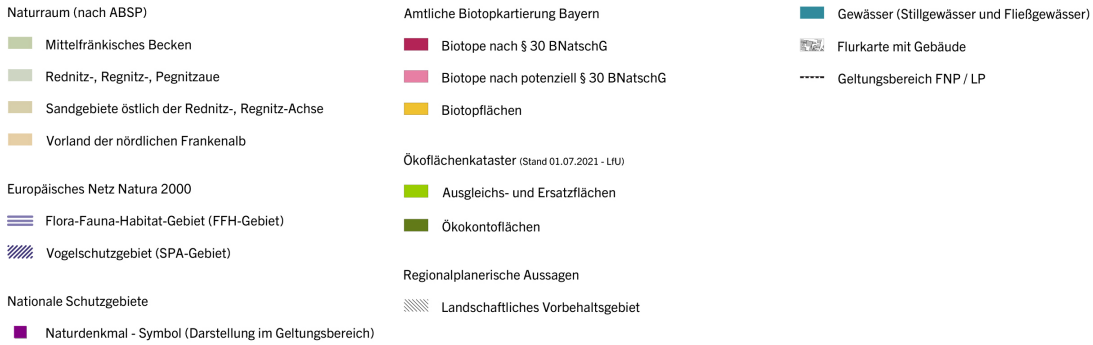 Naturraum (nach ABSP)
Mittelfränkisches Becken
Rednitz-, Regnitz-, Pegnitzaue
Sandgebiete östlich der Rednitz-, Regnitz-Achse
Vorland der nördlichen Frankenalb
Europäisches Netz Natura 2000
Flora-Fauna-Habitat-Gebiet (FFH-Gebiet)
Vogelschutzgebiet (SPA-Gebiet)
Nationale Schutzgebiete
Naturdenkmal - Symbol (Darstellung im Geltungsbereich)
Amtliche Biotopkartierung Bayern
Biotope nach § 30 BNatschG
Biotope nach potenziell § 30 BNatschG
Biotopflächen
Ökoflächenkataster (Stand 01.07.2021 - LfU)
Ausgleichs- und Ersatzflächen
Ökokontoflächen
Regionalplanerische Aussagen
Landschaftliches Vorbehaltsgebiet
Gewässer (Stillgewässer und Fließgewässer)
Flurkarte mit Gebäude
Geltungsbereich FNP / LP